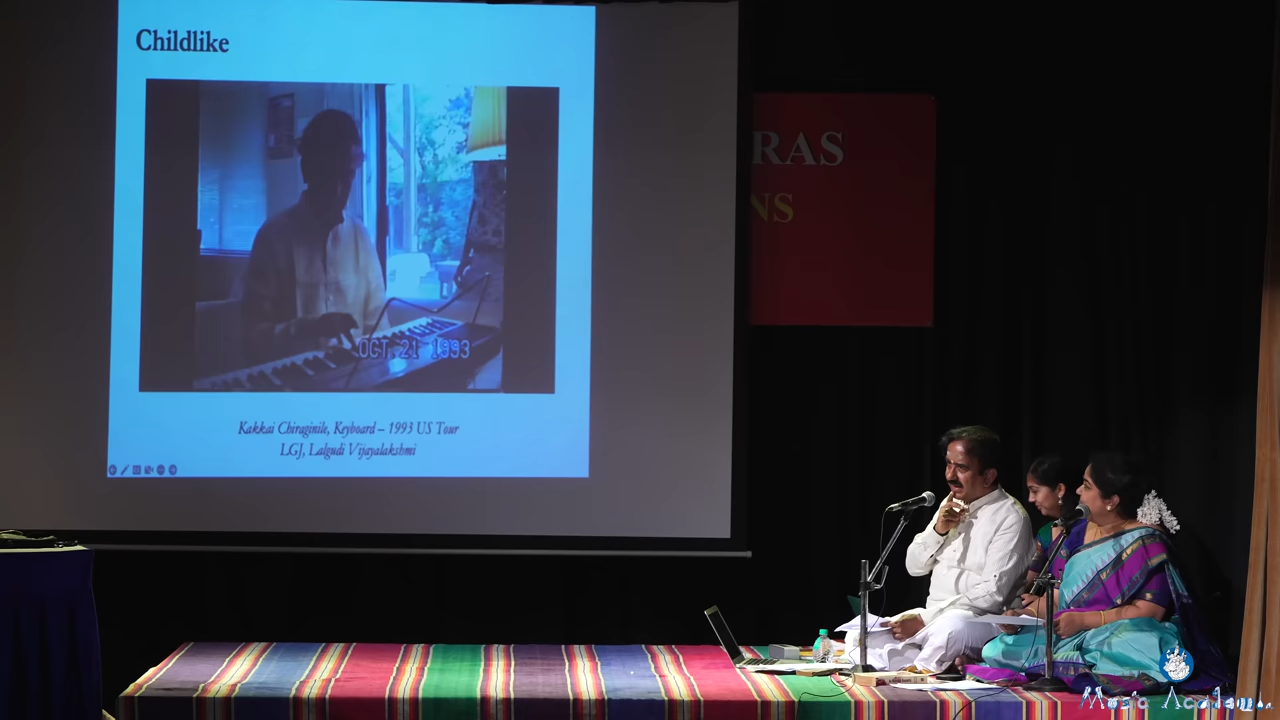 Childlike
OCT. 21 1993
Kakkai Chiraginile, Keyboard – 1993 US Tour
LGJ, Lalgudi Vijayalakshmi
RAS
NS
Music Academy